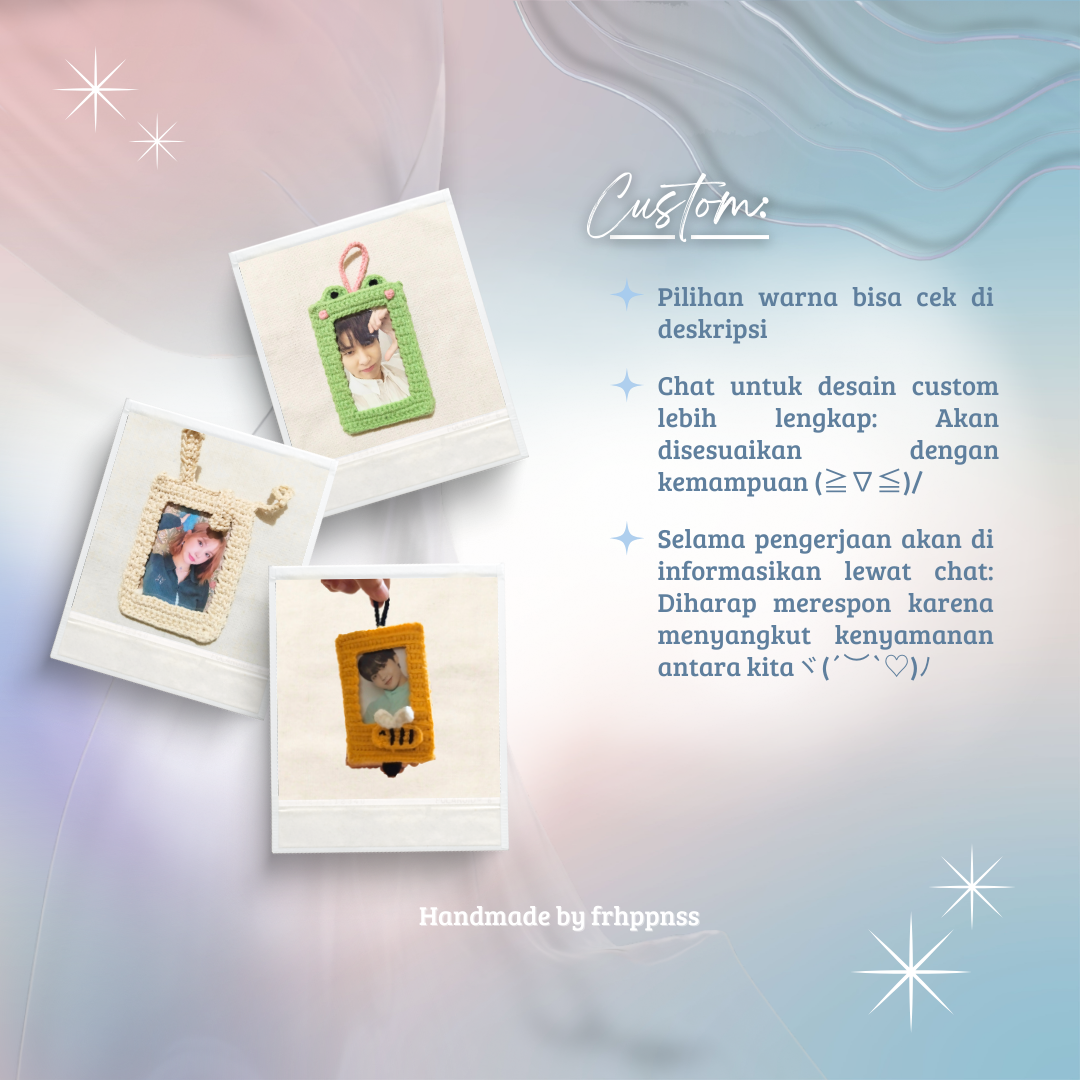 Custom:
Pilihan warna bisa cek di
deskripsi
Chat untuk desain custom
lebih lengkap: Akan
disesuaikan dengan
kemampuan (≧∇≦)/
Selama pengerjaan akan di
informasikan lewat chat:
Diharap merespon karena
menyangkut kenyamanan
antara kita ヾ(´︶`♡)ﾉ
Handmade by frhppnss